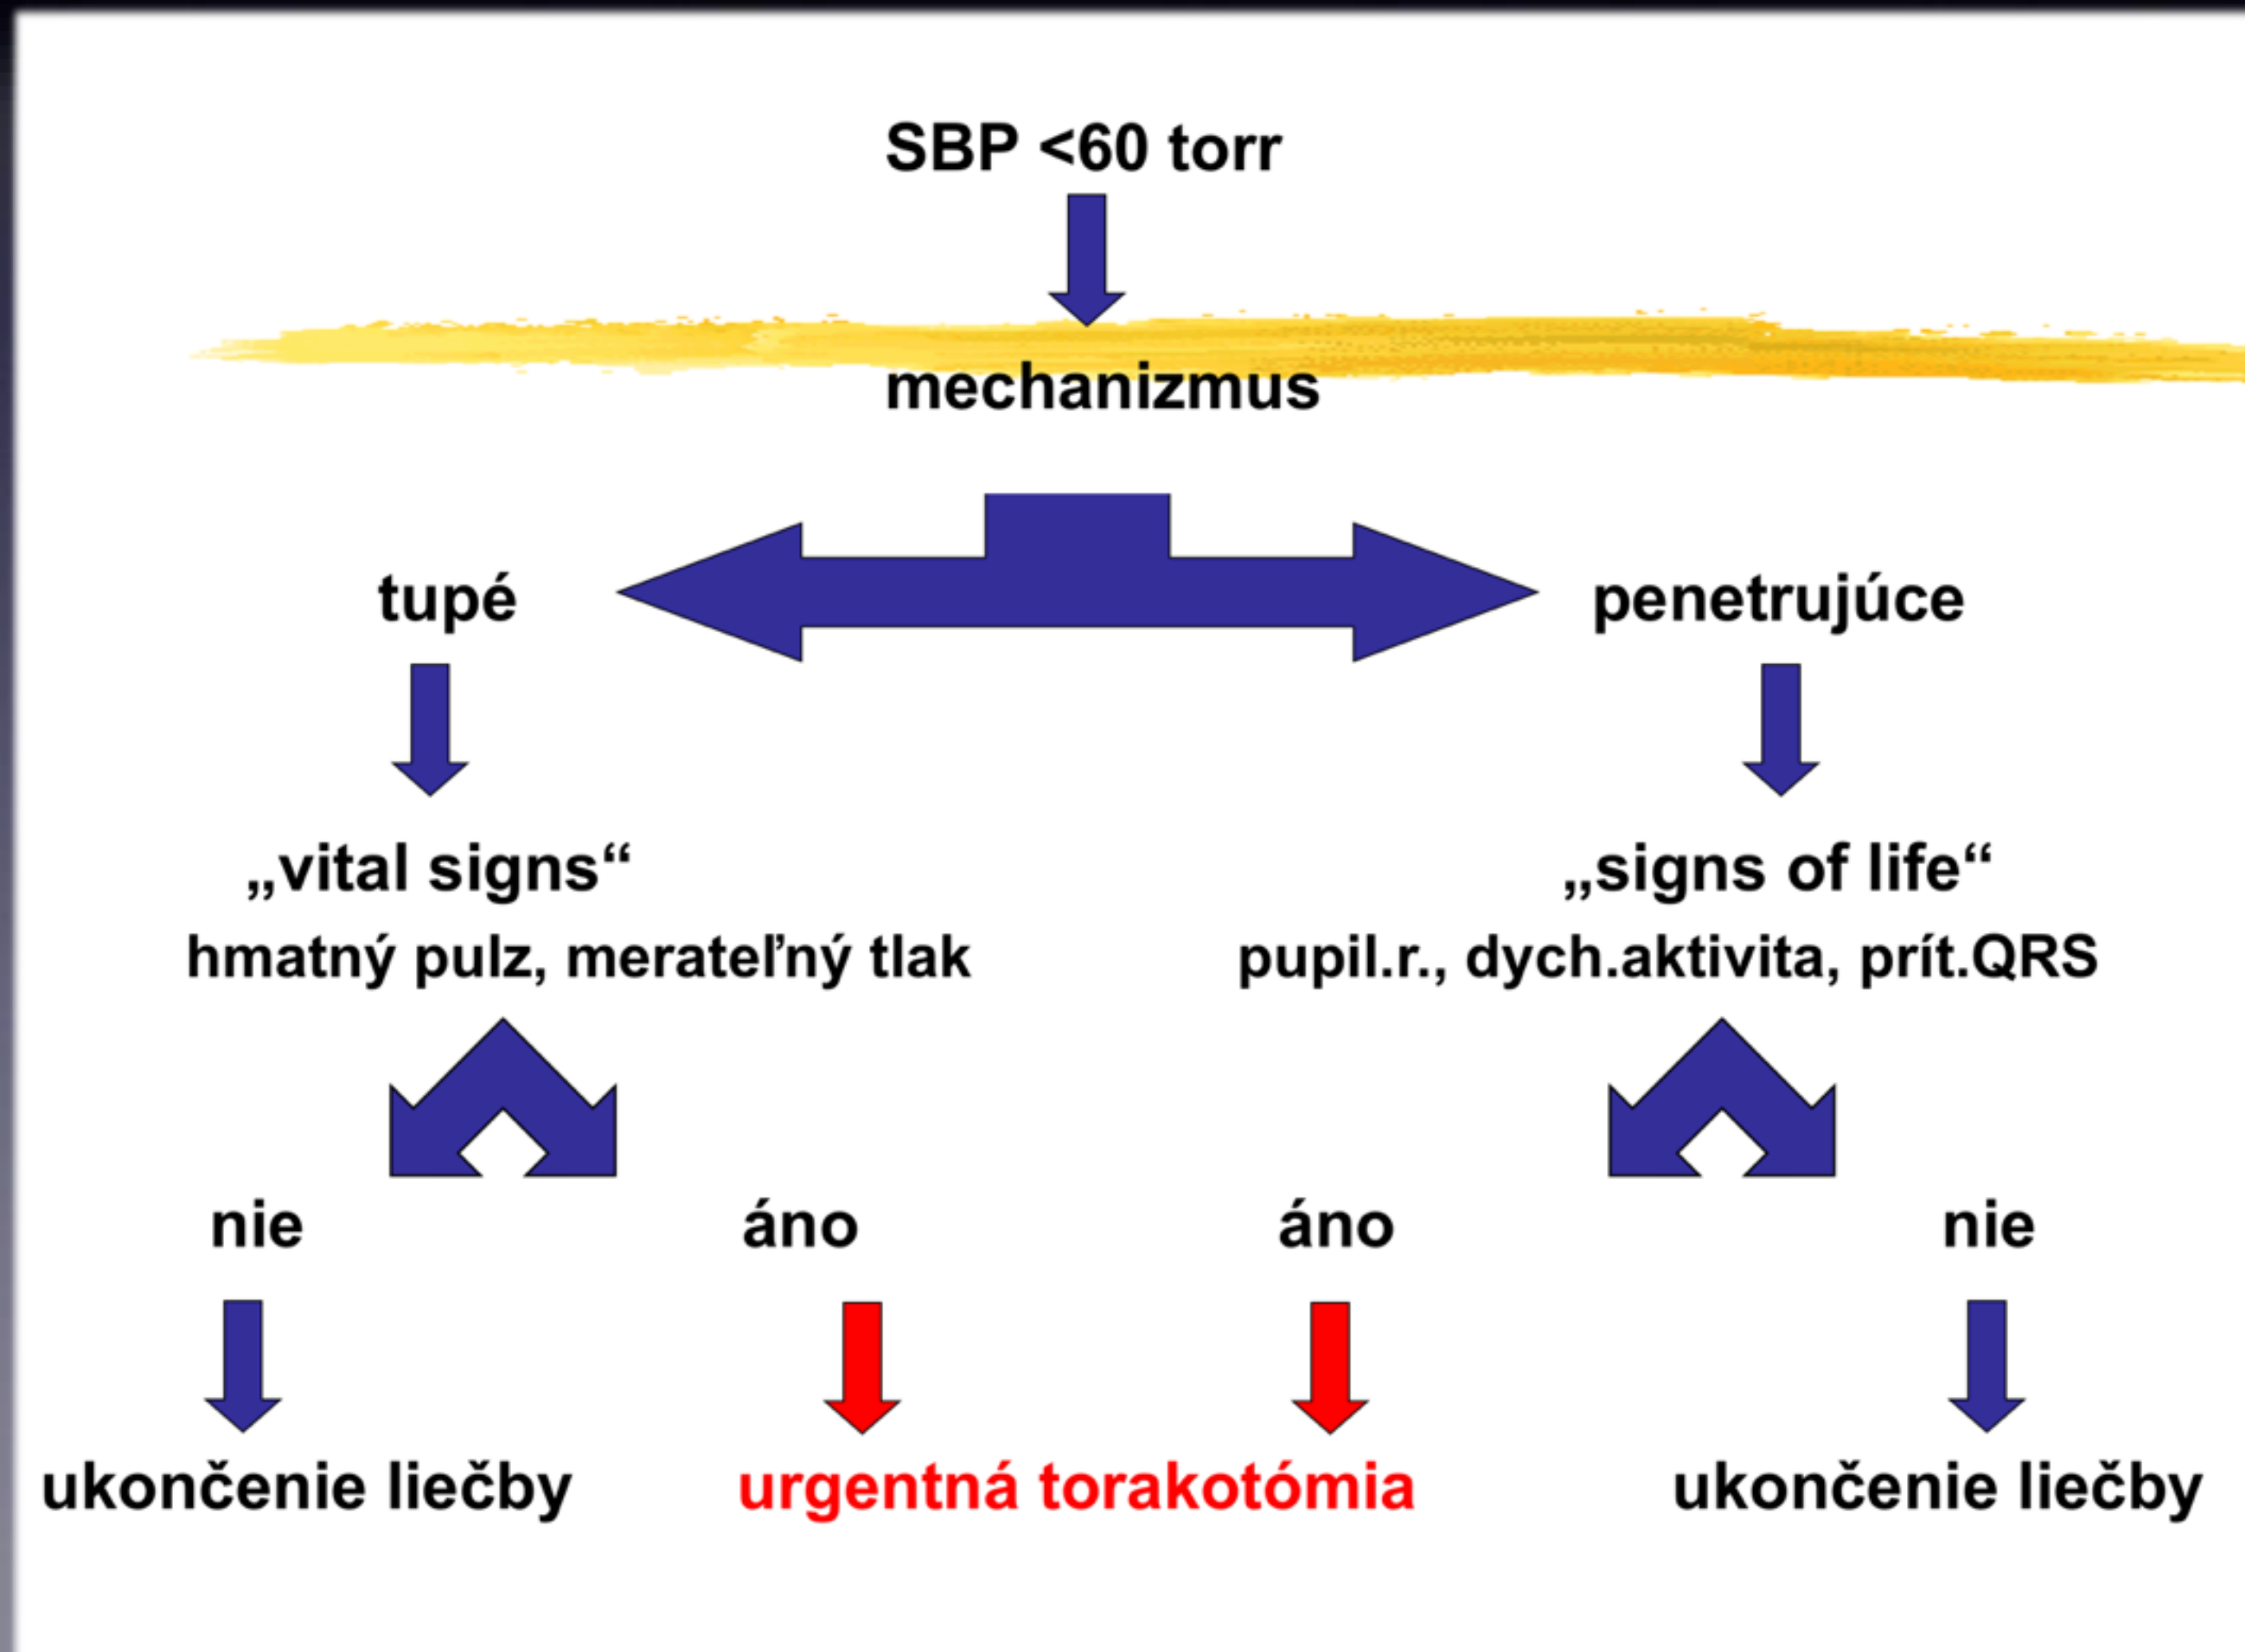 SBP <60 torr
mechanizmus
tupé
penetrujúce
„vital signs“
„signs of life“
hmatný pulz, merateľný tlak
pupil.r., dych.aktivita, prít.QRS
nie
áno
áno
nie
ukončenie liečby
urgentná torakotómia
ukončenie liečby